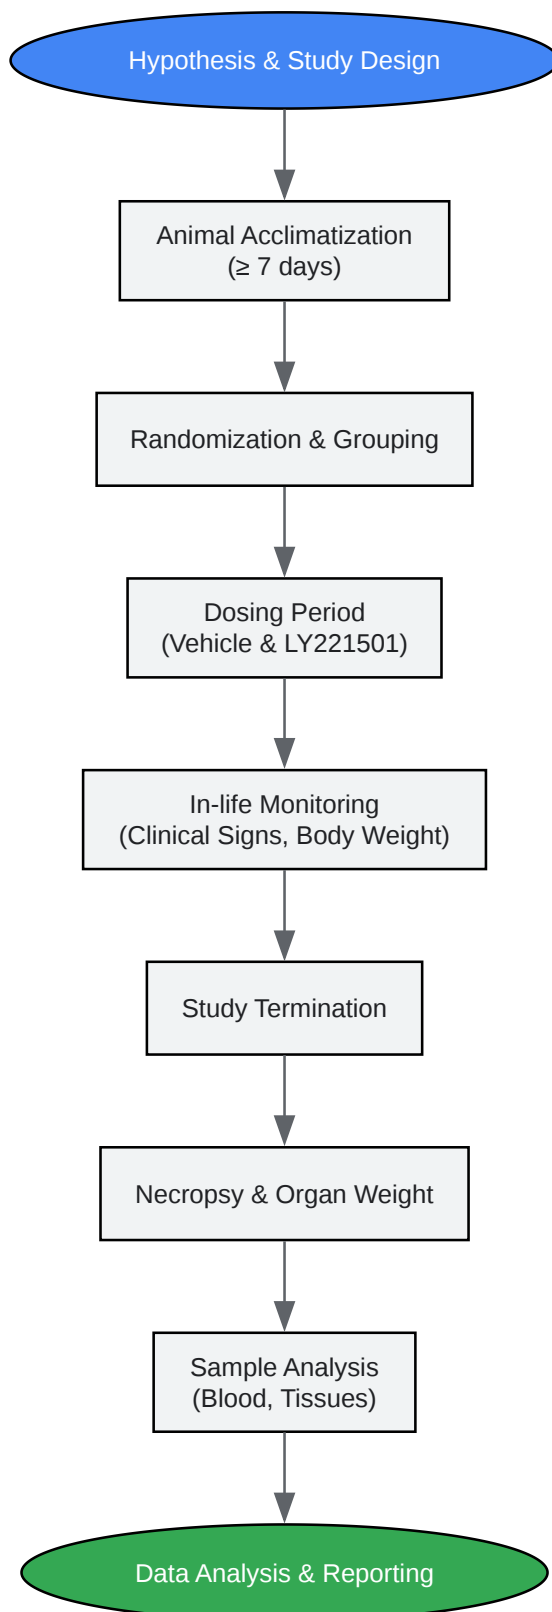 Hypothesis & Study Design
Animal Acclimatization
(≥ 7 days)
Randomization & Grouping
Dosing Period
(Vehicle & LY221501)
In-life Monitoring
(Clinical Signs, Body Weight)
Study Termination
Necropsy & Organ Weight
Sample Analysis
(Blood, Tissues)
Data Analysis & Reporting